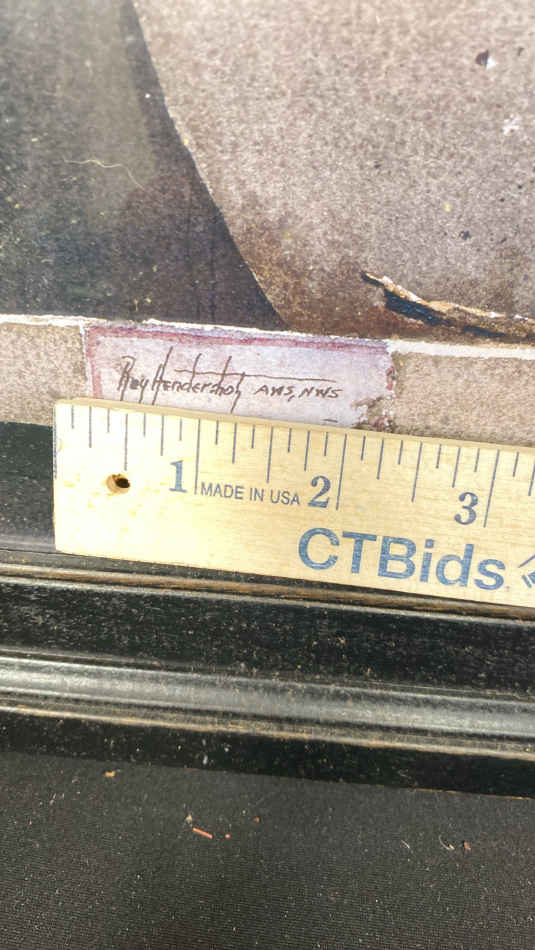 Ray Hendershot AWS, NWS
1 MADE IN USA 2 3
CTBids